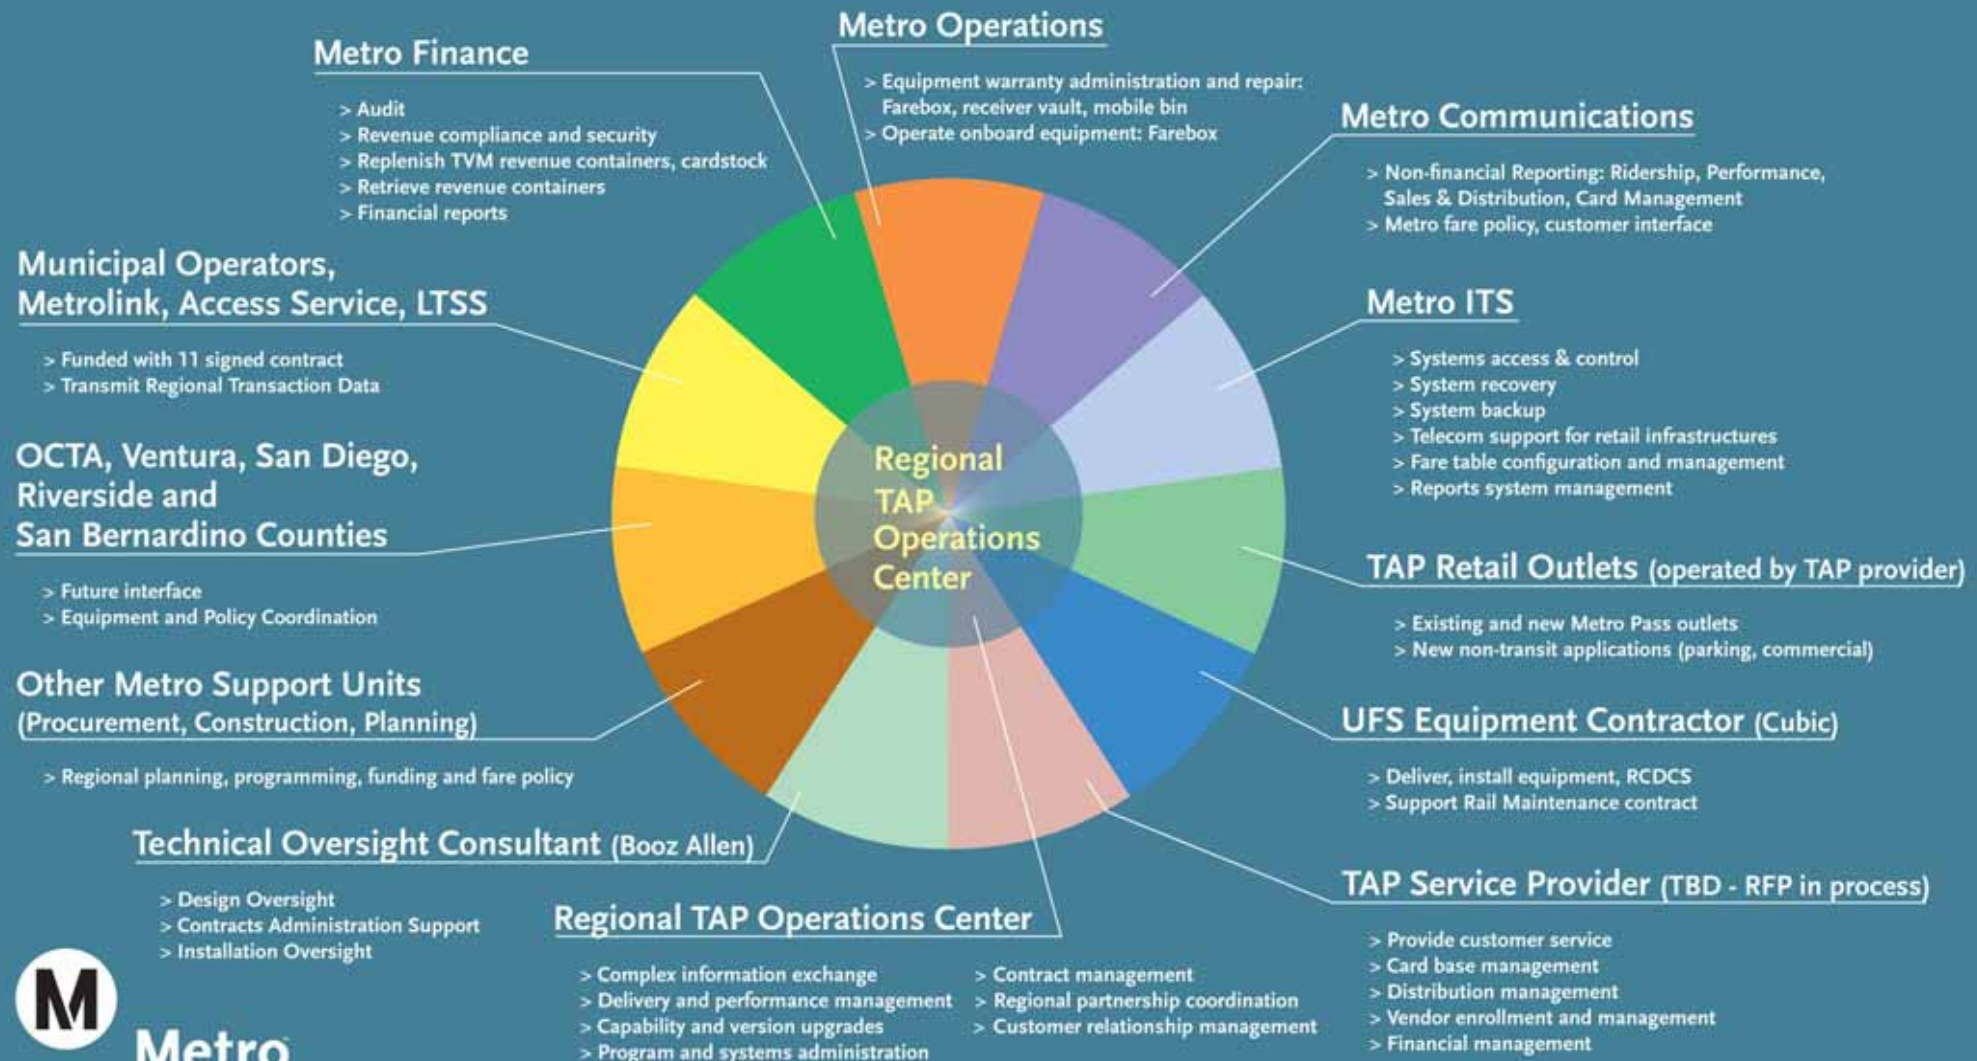 Metro Operations
> Equipment warranty administration and repair:
Farebox, receiver vault, mobile bin
> Operate onboard equipment: Farebox
Metro Finance
> Audit
> Revenue compliance and security
> Replenish TVM revenue containers, cardstock
> Retrieve revenue containers
> Financial reports
Metro Communications
> Non-financial Reporting: Ridership, Performance,
Sales & Distribution, Card Management
> Metro fare policy, customer interface
Municipal Operators,
Metrolink, Access Service, LTSS
> Funded with 11 signed contract
> Transmit Regional Transaction Data
Metro ITS
> Systems access & control
> System recovery
> System backup
> Telecom support for retail infrastructures
> Fare table configuration and management
> Reports system management
OCTA, Ventura, San Diego,
Riverside and
San Bernardino Counties
> Future interface
> Equipment and Policy Coordination
Regional
TAP
Operations
Center
TAP Retail Outlets (operated by TAP provider)
> Existing and new Metro Pass outlets
> New non-transit applications (parking, commercial)
Other Metro Support Units
(Procurement, Construction, Planning)
> Regional planning, programming, funding and fare policy
UFS Equipment Contractor (Cubic)
> Deliver, install equipment, RCDCS
> Support Rail Maintenance contract
Technical Oversight Consultant (Booz Allen)
> Design Oversight
> Contracts Administration Support
> Installation Oversight
Regional TAP Operations Center
> Complex information exchange
> Delivery and performance management
> Capability and version upgrades
> Program and systems administration
> Contract management
> Regional partnership coordination
> Customer relationship management
TAP Service Provider (TBD - RFP in process)
> Provide customer service
> Card base management
> Distribution management
> Vendor enrollment and management
> Financial management
M
Metro